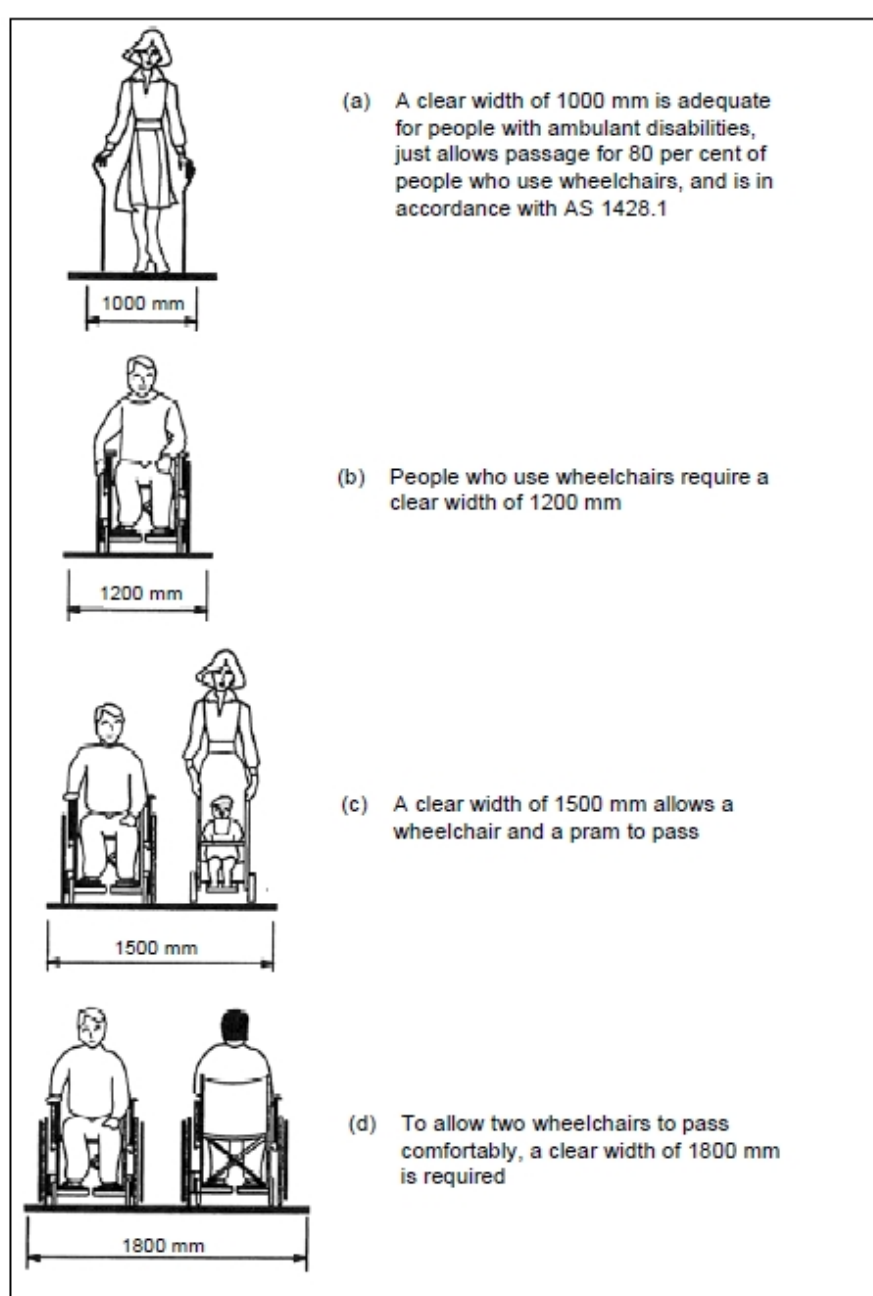 (a) A clear width of 1000 mm is adequate
for people with ambulant disabilities,
just allows passage for 80 per cent of
people who use wheelchairs, and is in
accordance with AS 1428.1
1000 mm
(b) People who use wheelchairs require a
clear width of 1200 mm
1200 mm
(c) A clear width of 1500 mm allows a
wheelchair and a pram to pass
1500 mm
(d) To allow two wheelchairs to pass
comfortably, a clear width of 1800 mm
is required
1800 mm